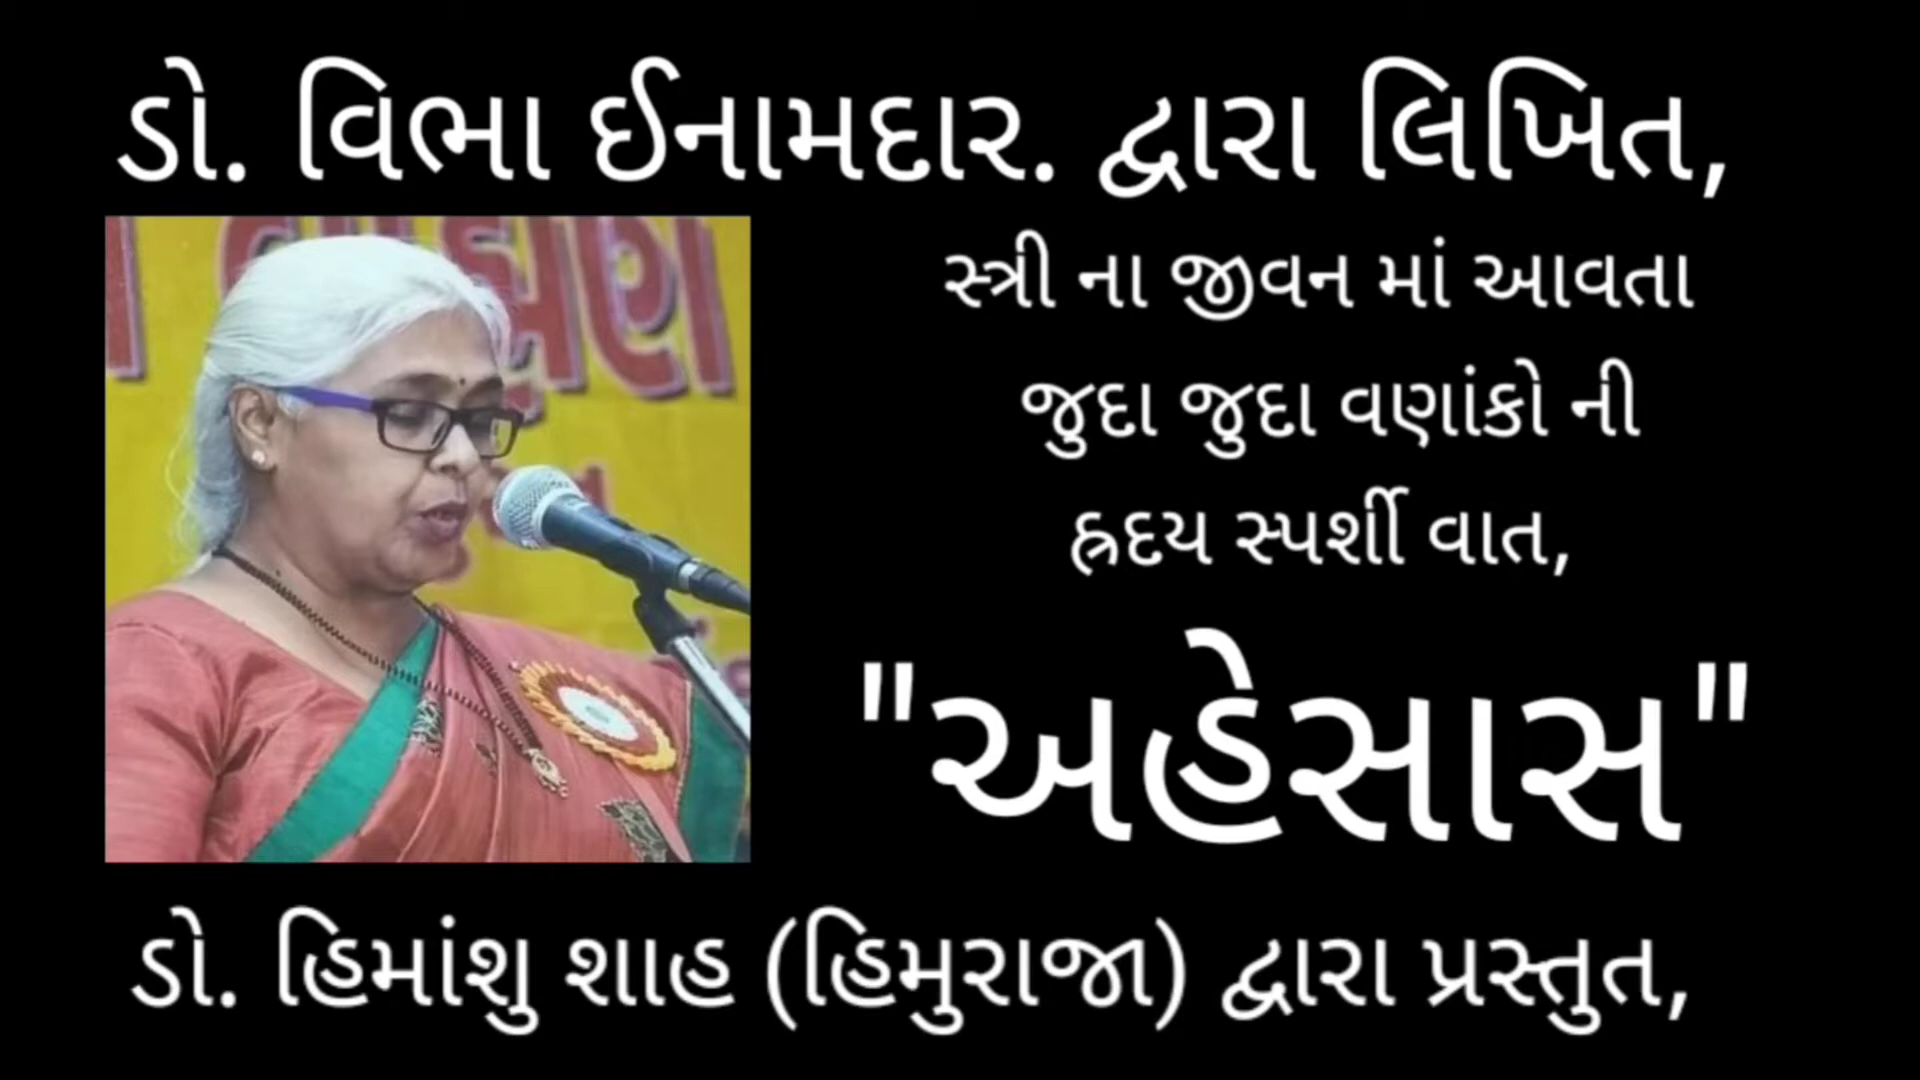 ડો. વિભા ઈનામદાર. દ્વારા લિખિત,
સ્ત્રી ના જીવન માં આવતા
જુદા જુદા વણાંકો ની
હ્રદય સ્પર્શી વાત,
"અહેસાસ"
ડો. હિમાંશુ શાહ (હિમુરાજા) દ્વારા પ્રસ્તુત,